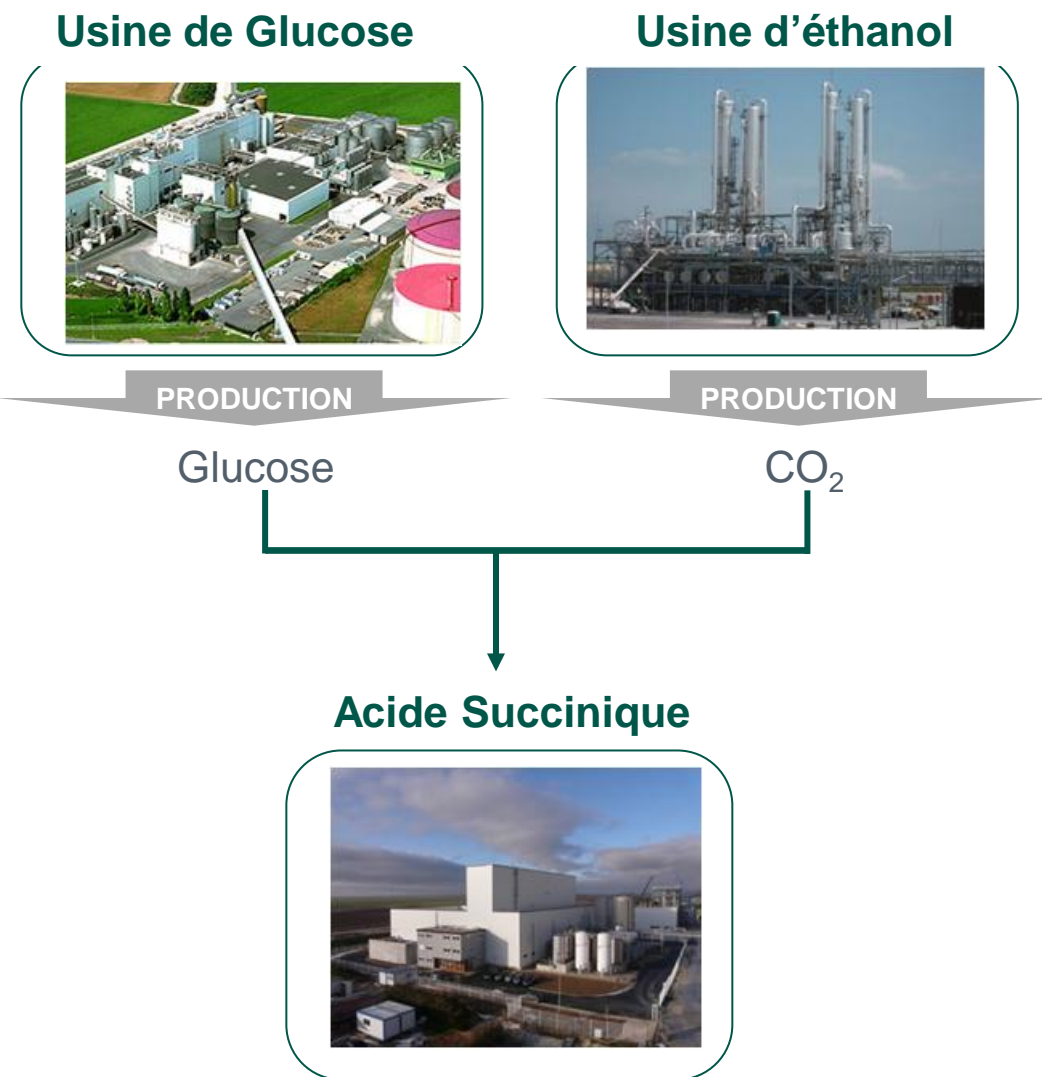 Usine de Glucose
Usine d’éthanol
PRODUCTION
PRODUCTION
Glucose
CO₂
Acide Succinique